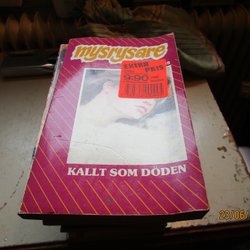 mysrysare
EXTRA
PRIS
9:90
KALLT SOM DÖDEN